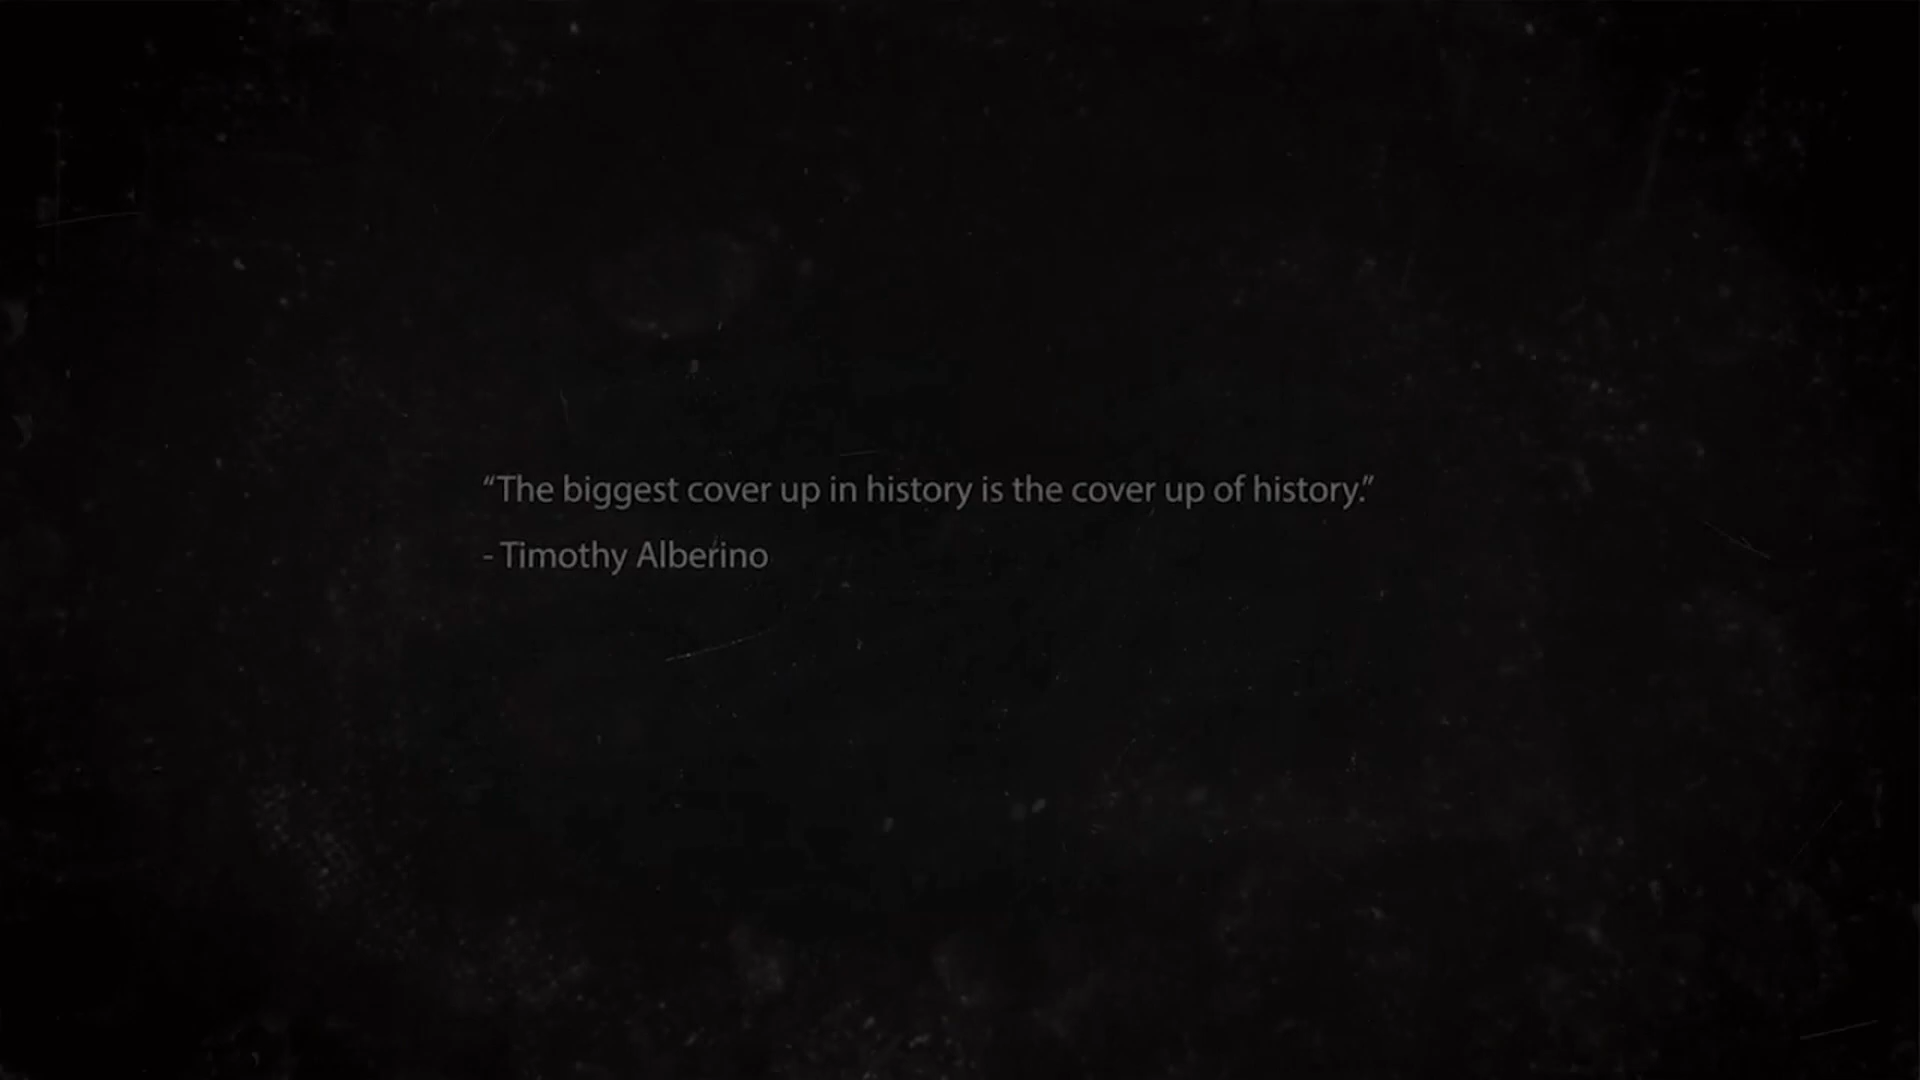 “The biggest cover up in history is the cover up of history.”
- Timothy Alberino